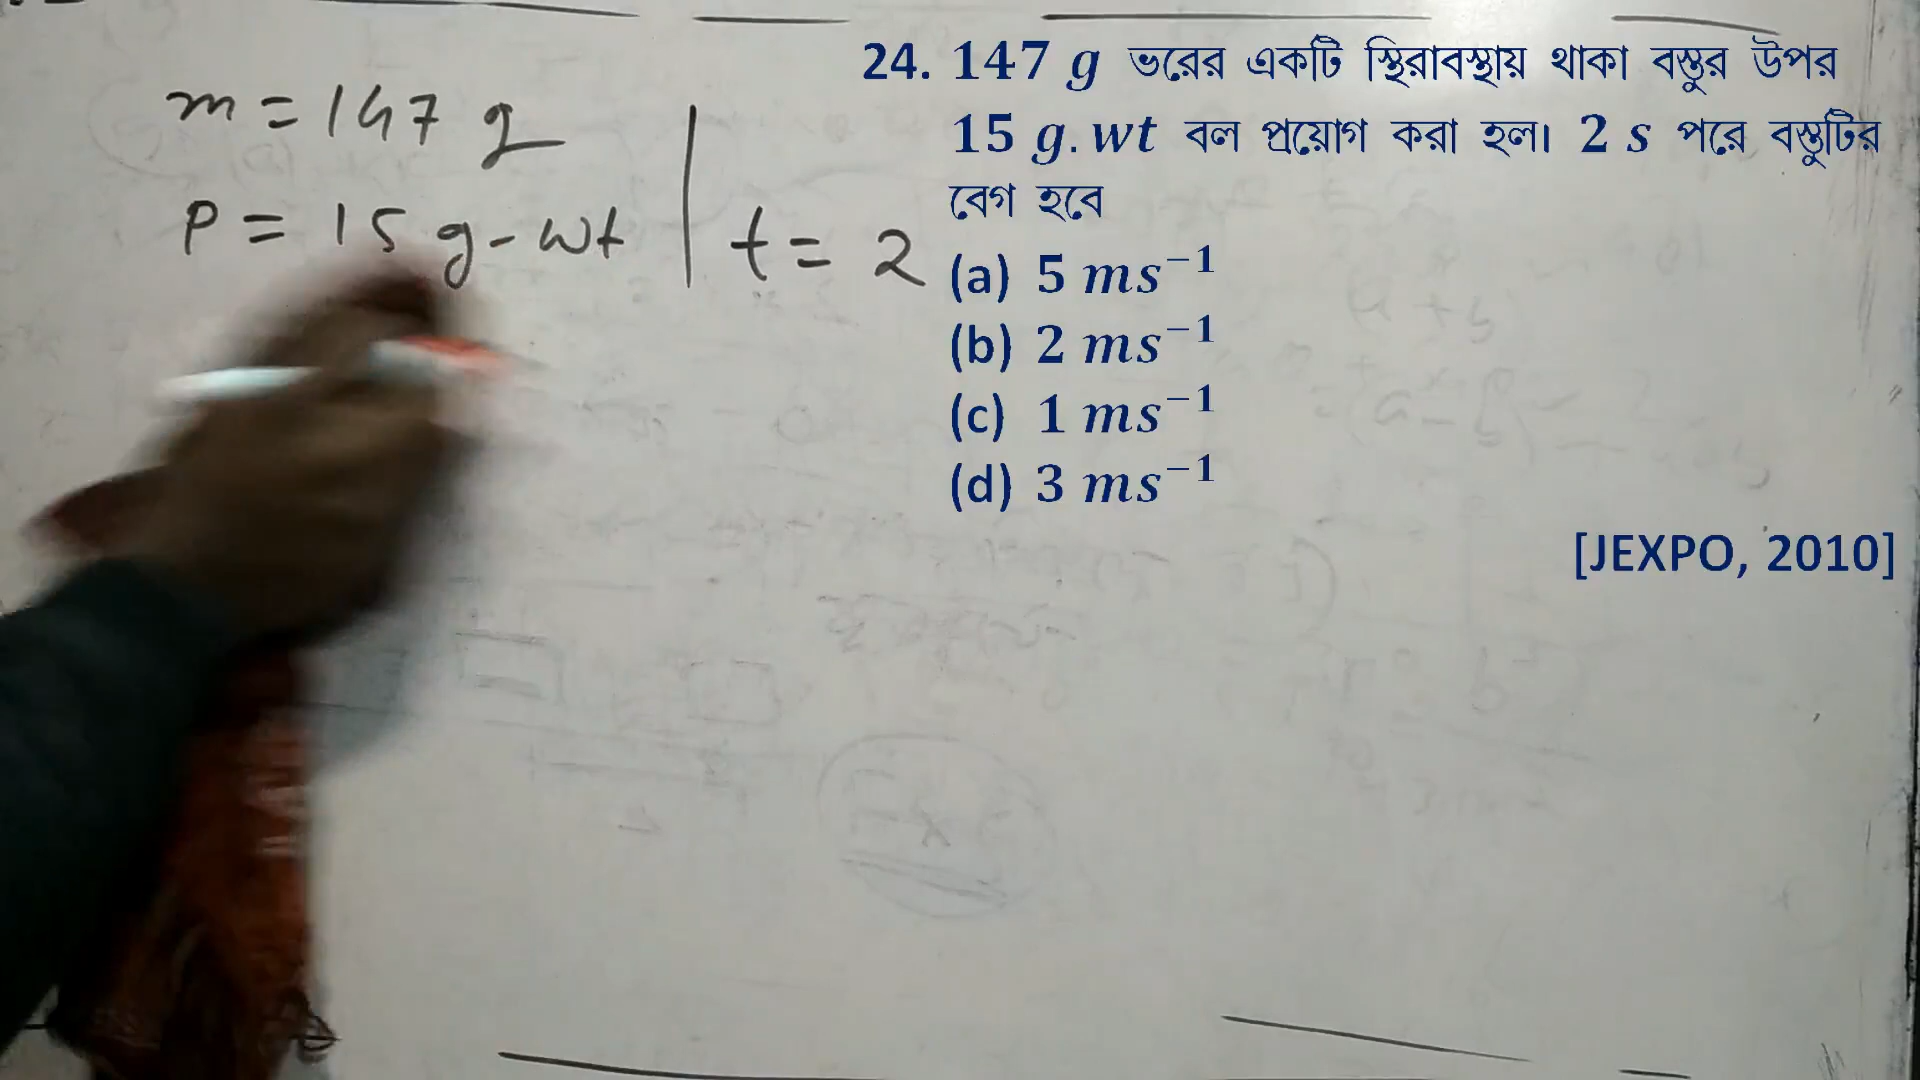 m = 147 g
P = 15 g-wt | t = 2
24. 147 g ভরের একটি স্থিরাবস্থায় থাকা বস্তুর উপর
15 g.wt বল প্রয়োগ করা হল। 2 s পরে বস্তুটির
বেগ হবে
(a) 5 ms⁻¹
(b) 2 ms⁻¹
(c) 1 ms⁻¹
(d) 3 ms⁻¹
[JEXPO, 2010]